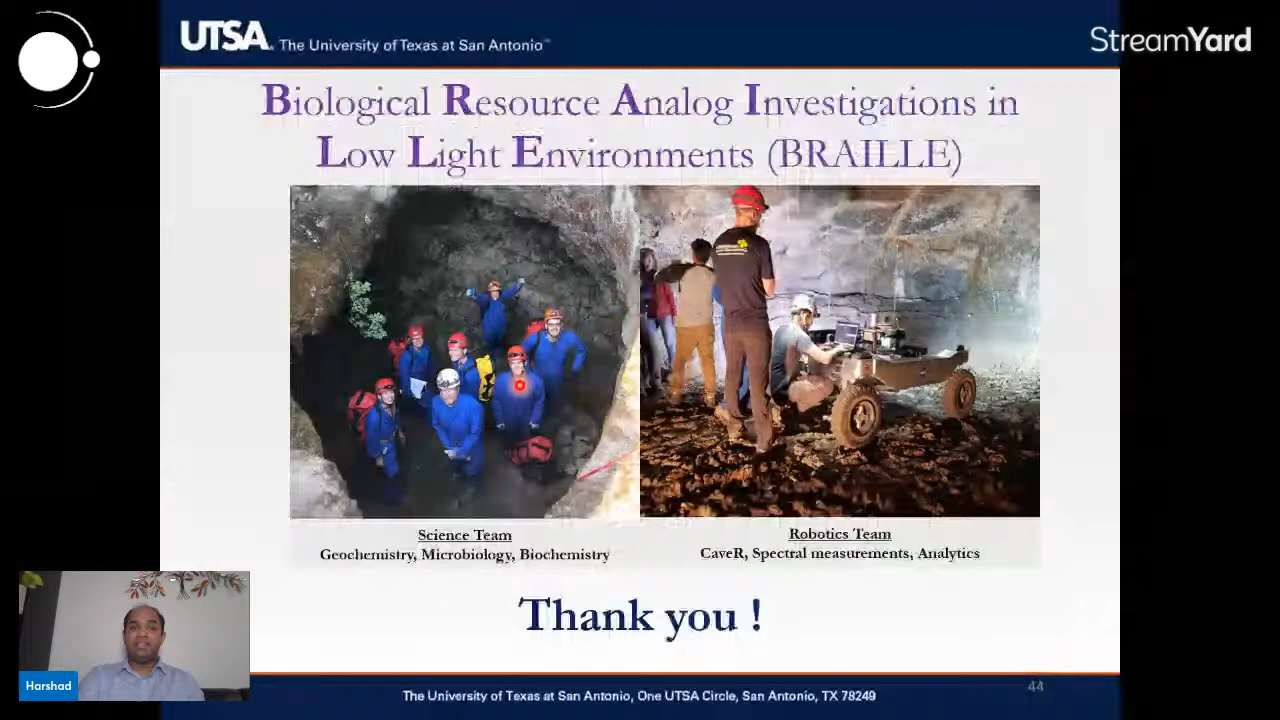 UTSA. The University of Texas at San Antonio™
StreamYard
Biological Resource Analog Investigations in
Low Light Environments (BRAILLE)
Science Team
Geochemistry, Microbiology, Biochemistry
Robotics Team
CaveR, Spectral measurements, Analytics
Thank you !
Harshad
The University of Texas at San Antonio, One UTSA Circle, San Antonio, TX 78249
44